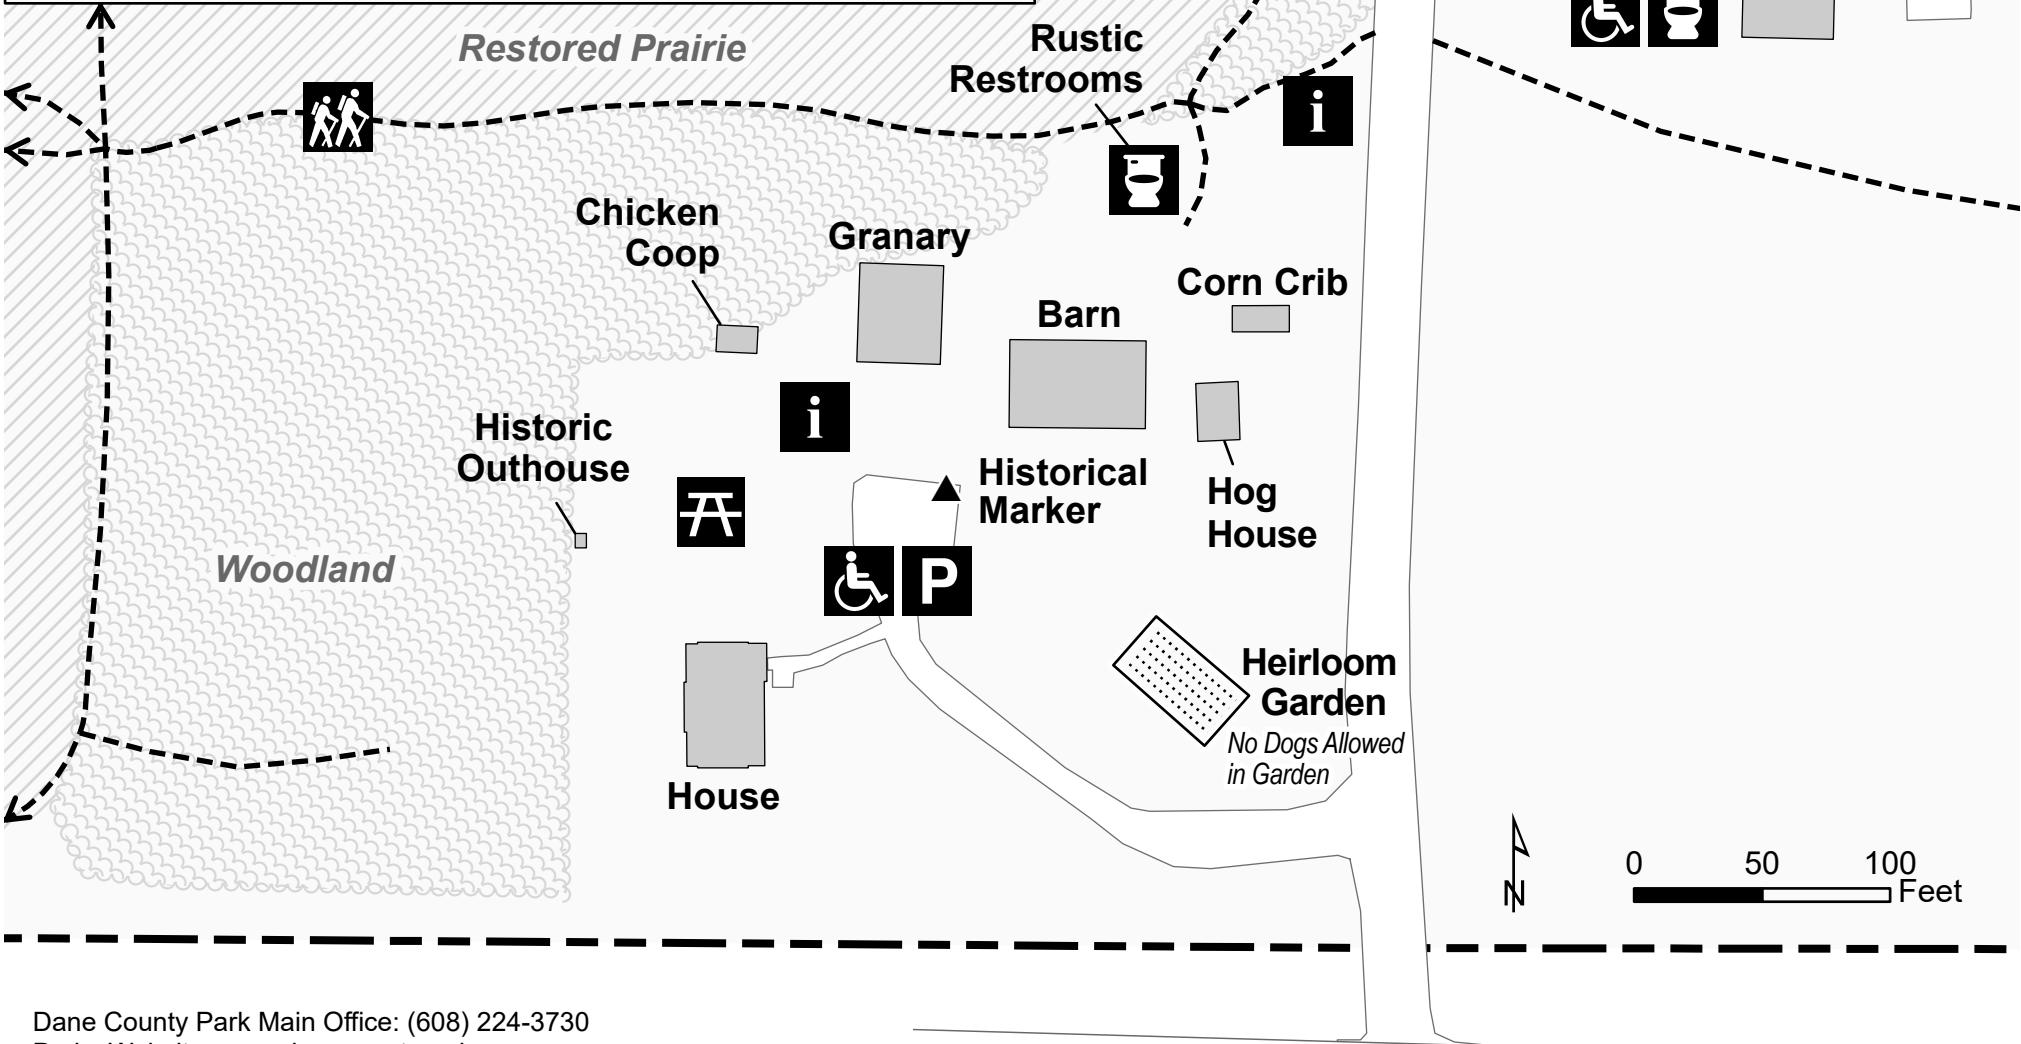 Restored Prairie
Rustic
Restrooms
i
Chicken
Coop
Granary
Corn Crib
Barn
i
Historic
Outhouse
Historical
Marker
Hog
House
Woodland
P
Heirloom
Garden
No Dogs Allowed
in Garden
House
N
0 50 100
Feet
Dane County Park Main Office: (608) 224-3730